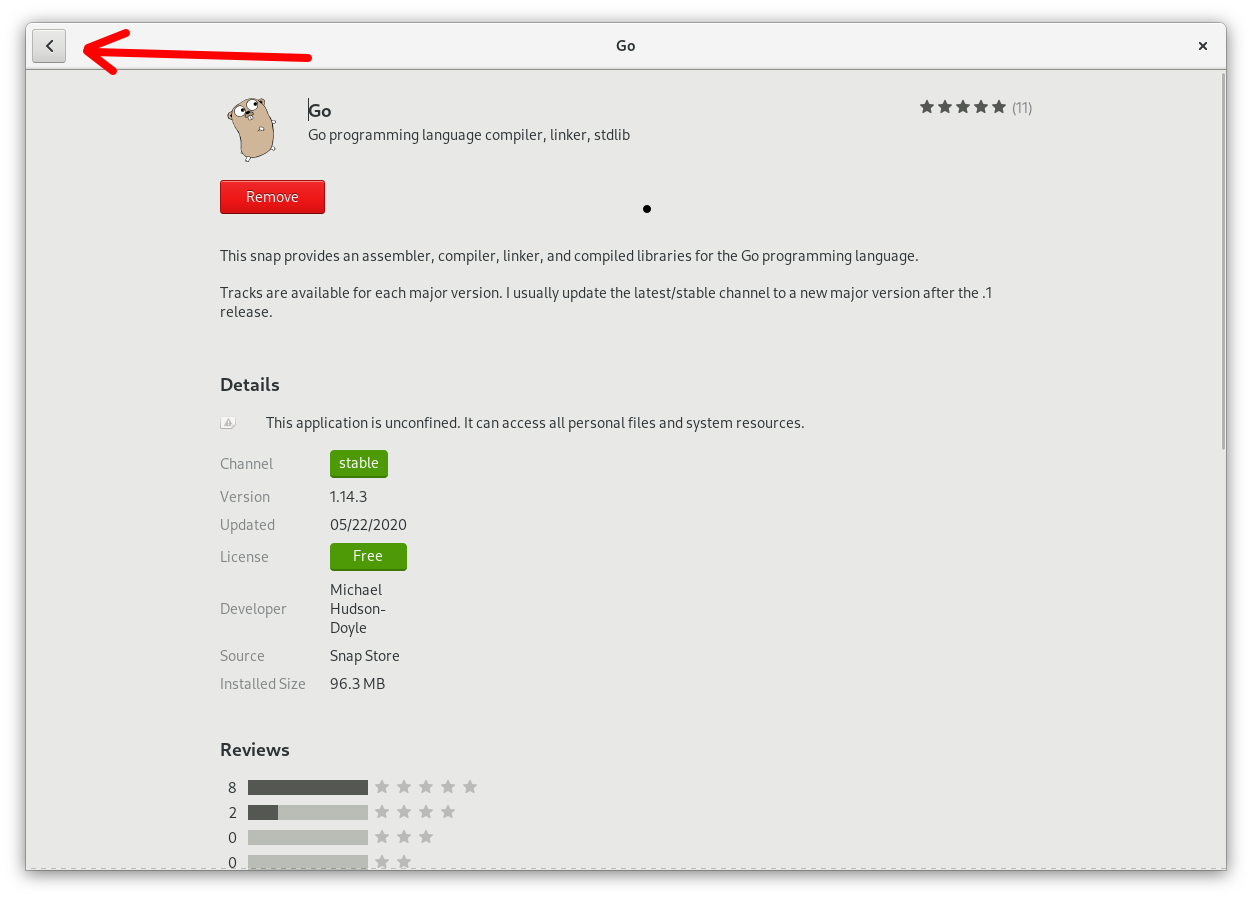 Go
Go
(11)
Go programming language compiler, linker, stdlib
Remove
This snap provides an assembler, compiler, linker, and compiled libraries for the Go programming language.
Tracks are available for each major version. I usually update the latest/stable channel to a new major version after the .1
release.
Details
This application is unconfined. It can access all personal files and system resources.
Channel stable
Version 1.14.3
Updated 05/22/2020
License Free
Developer Michael
Hudson-
Doyle
Source Snap Store
Installed Size 96.3 MB
Reviews
8
2
0
0